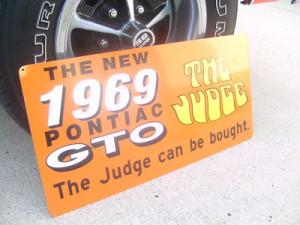 THE NEW
1969
PONTIAC
GTO
THE
JUDGE
The Judge can be bought.